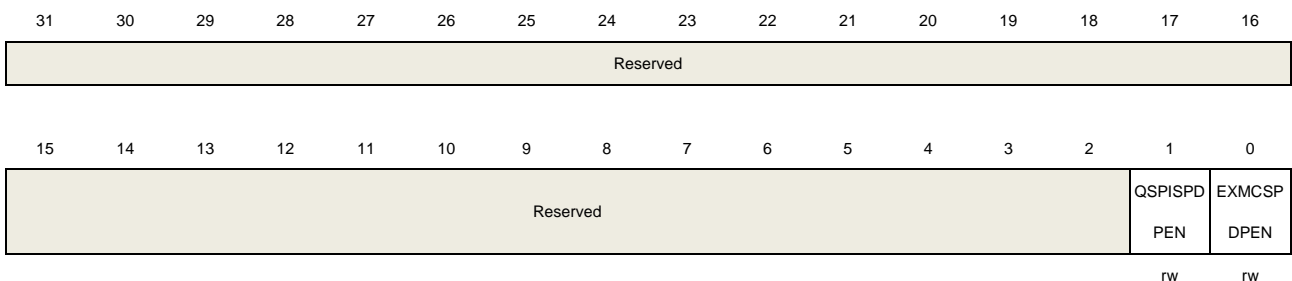 31 30 29 28 27 26 25 24 23 22 21 20 19 18 17 16
Reserved
15 14 13 12 11 10 9 8 7 6 5 4 3 2 1 0
Reserved
QSPISPD EXMCSP
PEN DPEN
rw rw